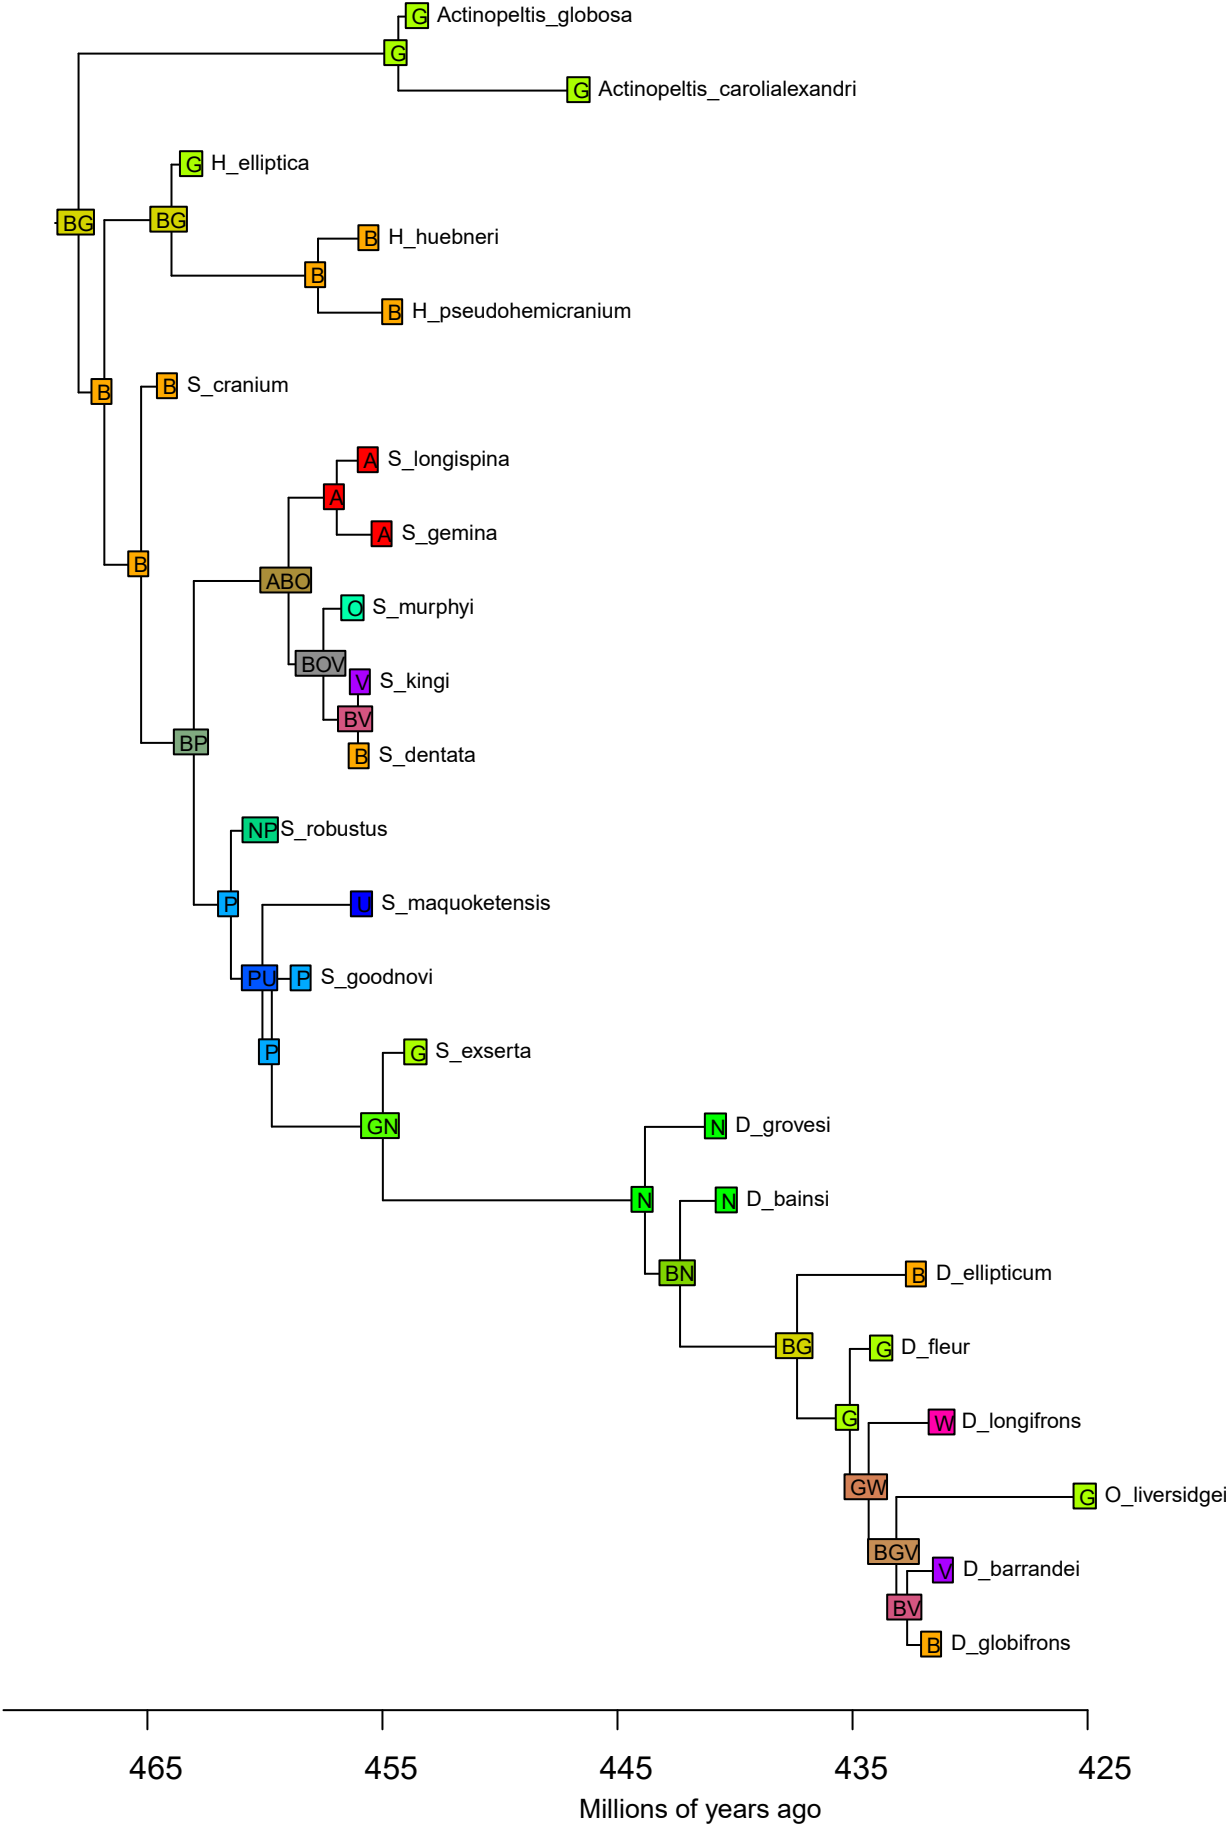 G Actinopeltis_globosa
G
G Actinopeltis_carolialexandri
G H_elliptica
BG
BG
B H_huebneri
B
B H_pseudohemicranium
B S_cranium
B
A S_longispina
A
A S_gemina
B
ABO
O S_murphyi
BOV
V S_kingi
BV
BP
B S_dentata
NP S_robustus
P
U S_maquoketensis
PU
P S_goodnovi
P
G S_exserta
GN
N D_grovesi
N
N D_bainsi
BN
B D_ellipticum
BG
G D_fleur
G
W D_longifrons
GW
G O_liversidgei
BGV
V D_barrandei
BV
B D_globifrons
465 455 445 435 425
Millions of years ago